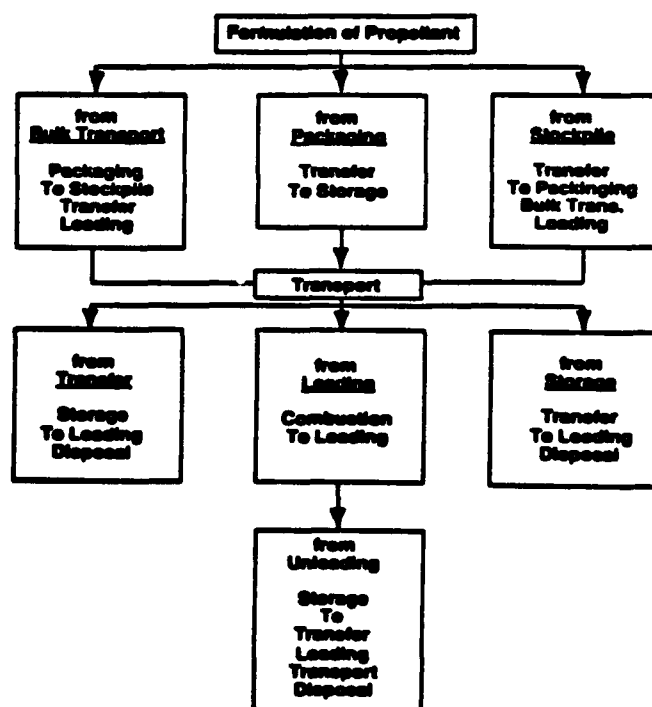 Formulation of Propellant
from
Bulk Transport
Packaging
To Stockpile
Transfer
Loading
from
Packaging
Transfer
To Storage
from
Stockpile
Transfer
To Packinging
Bulk Trans.
Loading
Transport
from
Transfer
Storage
To Loading
Disposal
from
Loading
Combustion
To Loading
from
Storage
Transfer
To Loading
Disposal
from
Unloading
Storage
To
Transfer
Loading
Transport
Disposal